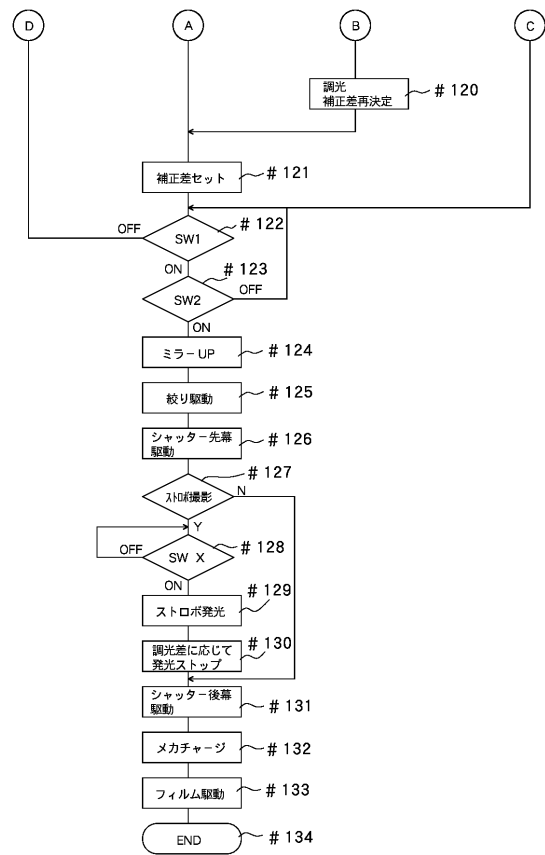 D
A
B
C
調光
補正差再決定
#120
補正差セット
#121
OFF
SW1
#122
ON
#123
SW2
OFF
ON
ミラーUP
#124
絞り駆動
#125
シャッター先幕
駆動
#126
#127
ストロボ撮影
N
Y
OFF
SW X
#128
ON
#129
ストロボ発光
調光差に応じて
発光ストップ
#130
シャッター後幕
駆動
#131
メカチャージ
#132
フィルム駆動
#133
END
#134